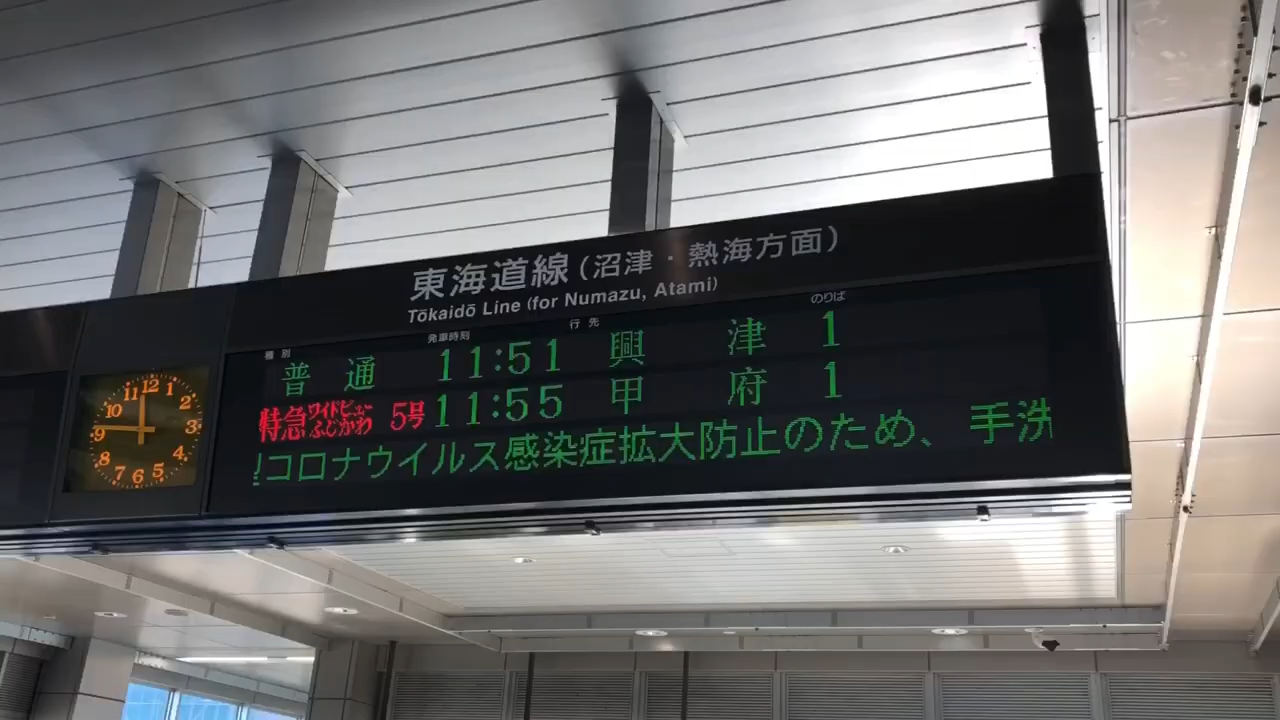 東海道線(沼津・熱海方面)
Tōkaidō Line (for Numazu, Atami)
種別 発車時刻 行先 のりば
普通 11:51 興津 1
特急 ワイドビュー ふじかわ 5号 11:55 甲府 1
コロナウイルス感染症拡大防止のため、手洗
12 1 2 3 4 5 6 7 8 9 10 11